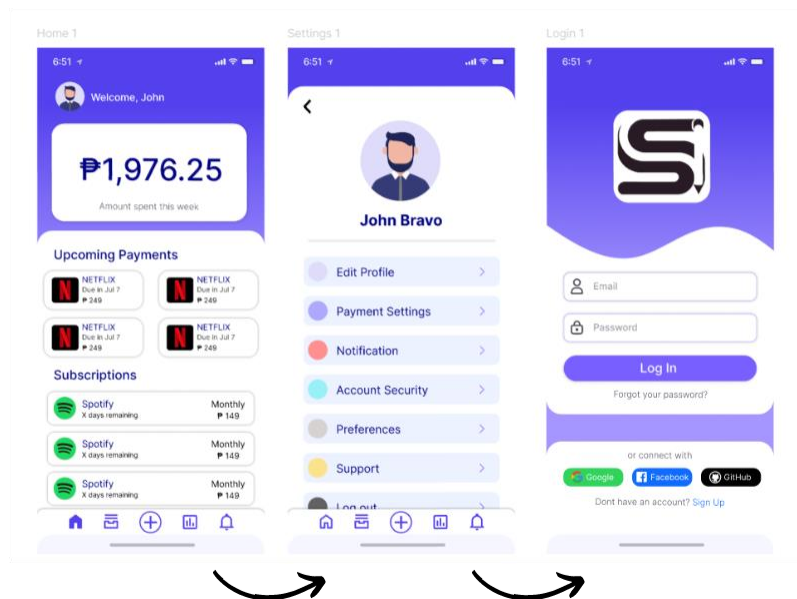 Home 1
6:51
Welcome, John
₱1,976.25
Amount spent this week
Upcoming Payments
NETFLIX
Due in Jul 7
₱ 249
NETFLIX
Due in Jul 7
₱ 249
NETFLIX
Due in Jul 7
₱ 249
NETFLIX
Due in Jul 7
₱ 249
Subscriptions
Spotify
Monthly
X days remaining
₱ 149
Spotify
Monthly
X days remaining
₱ 149
Spotify
Monthly
X days remaining
₱ 149
Settings 1
6:51
John Bravo
Edit Profile
Payment Settings
Notification
Account Security
Preferences
Support
Log out
Login 1
6:51
Email
Password
Log In
Forgot your password?
or connect with
Google
Facebook
GitHub
Dont have an account? Sign Up